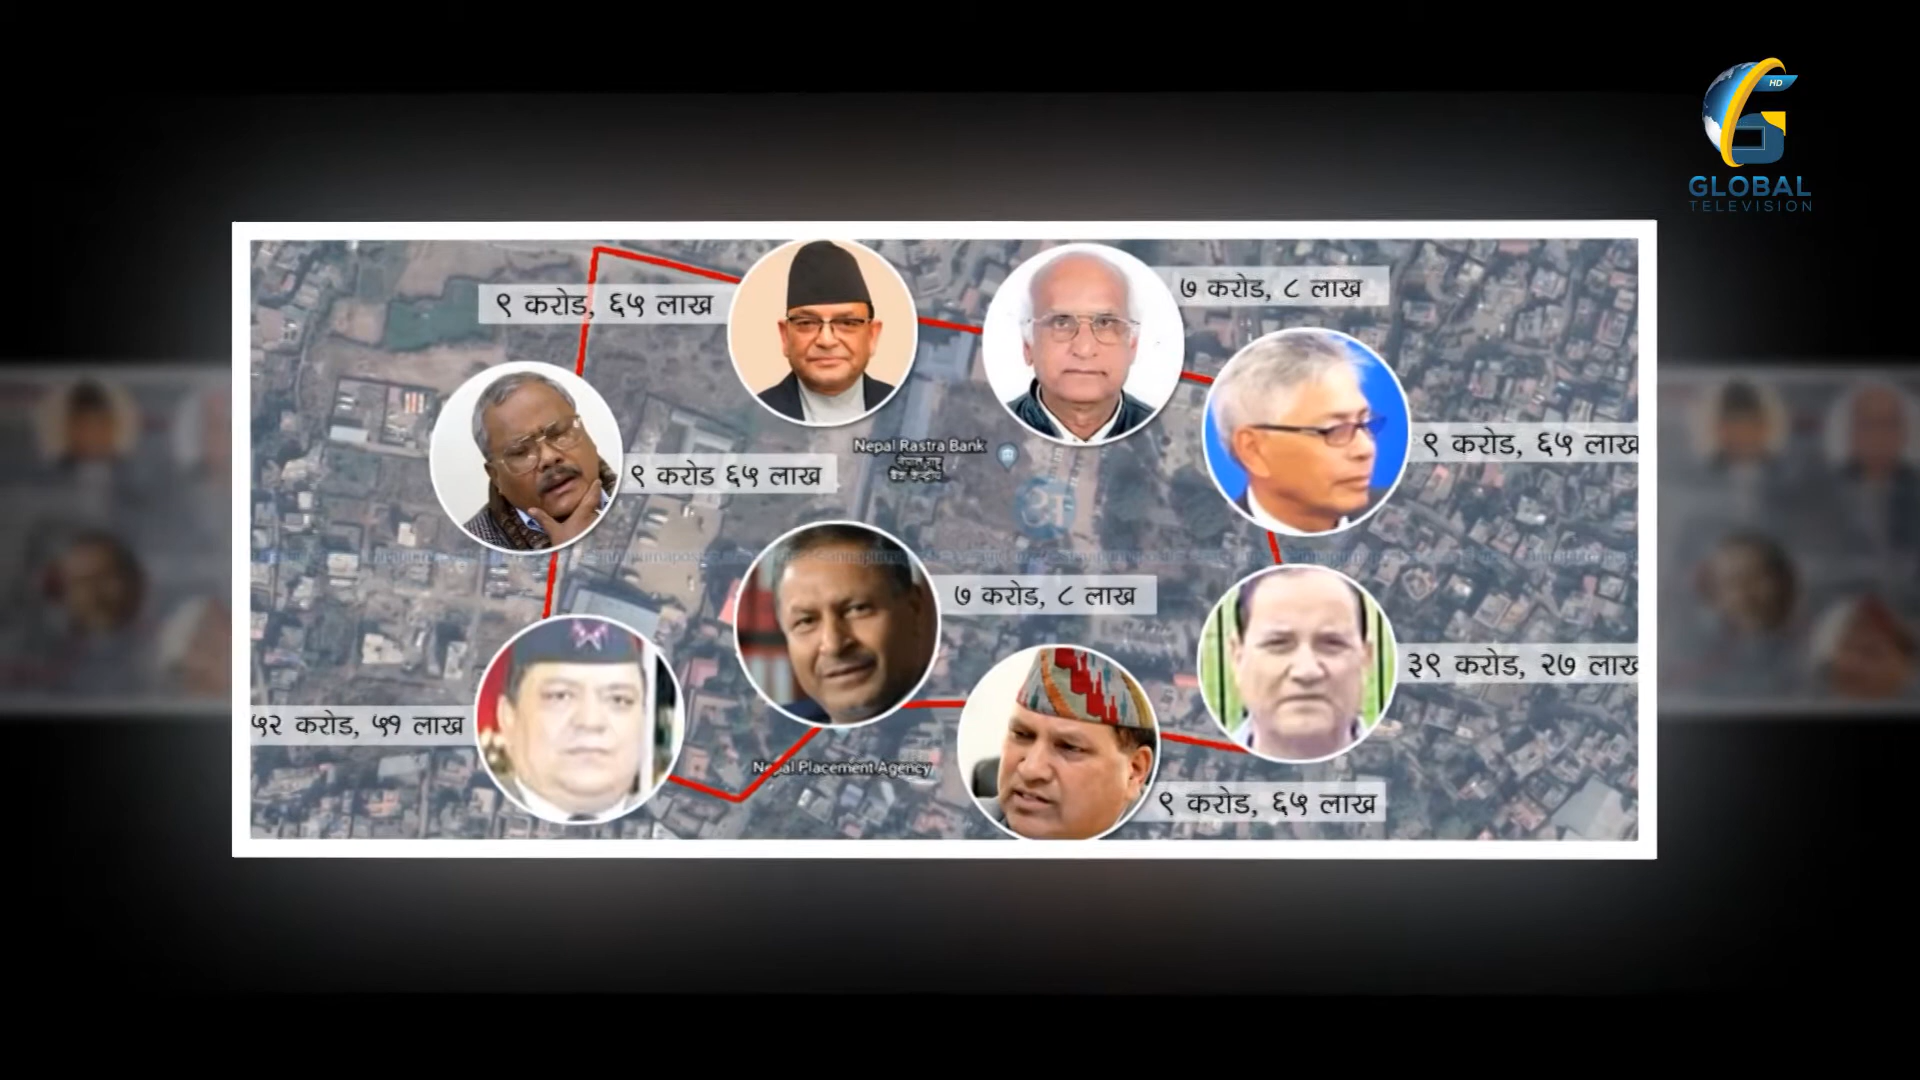 HD
GLOBAL
TELEVISION
९ करोड, ६५ लाख
७ करोड, ८ लाख
Nepal Rastra Bank
९ करोड, ६५ लाख
९ करोड ६५ लाख
७ करोड, ८ लाख
३९ करोड, २७ लाख
५२ करोड, ५१ लाख
Nepal Placement Agency
९ करोड, ६५ लाख